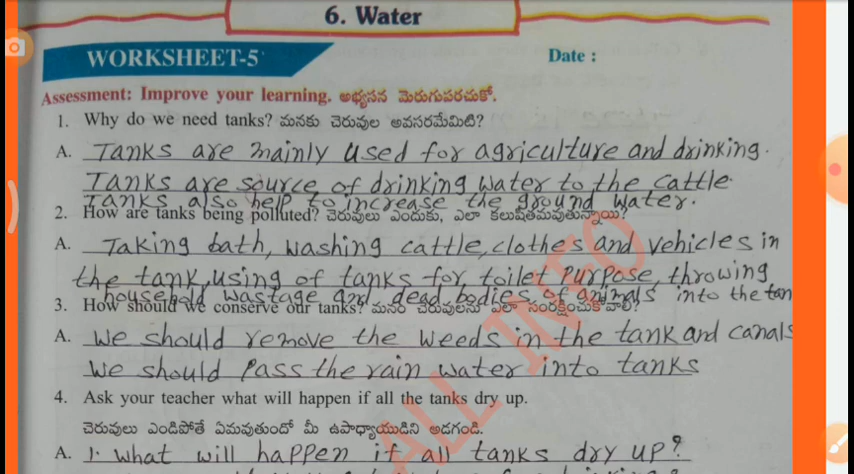 6. Water
WORKSHEET-5
Date :
Assessment: Improve your learning. అభ్యసన మెరుగుపరచుకో.
1. Why do we need tanks? మనకు చెరువుల అవసరమేమిటి?
A. Tanks are mainly used for agriculture and drinking.
Tanks are source of drinking water to the cattle.
Tanks also help to increase the ground water.
2. How are tanks being polluted? చెరువులు ఎందుకు, ఎలా కలుషితమవుతున్నాయి?
A. Taking bath, washing cattle, clothes and vehicles in
the tank, using of tanks for toilet purpose, throwing
household wastage and dead bodies of animals into the tan
3. How should we conserve our tanks? మనం చెరువులను ఎలా సంరక్షించుకోవాలి?
A. We should remove the weeds in the tank and canals
We should pass the rain water into tanks
4. Ask your teacher what will happen if all the tanks dry up.
చెరువులు ఎండిపోతే ఏమవుతుందో మీ ఉపాధ్యాయుడిని అడగండి.
A. 1. What will happen if all tanks dry up?
ALL INFO